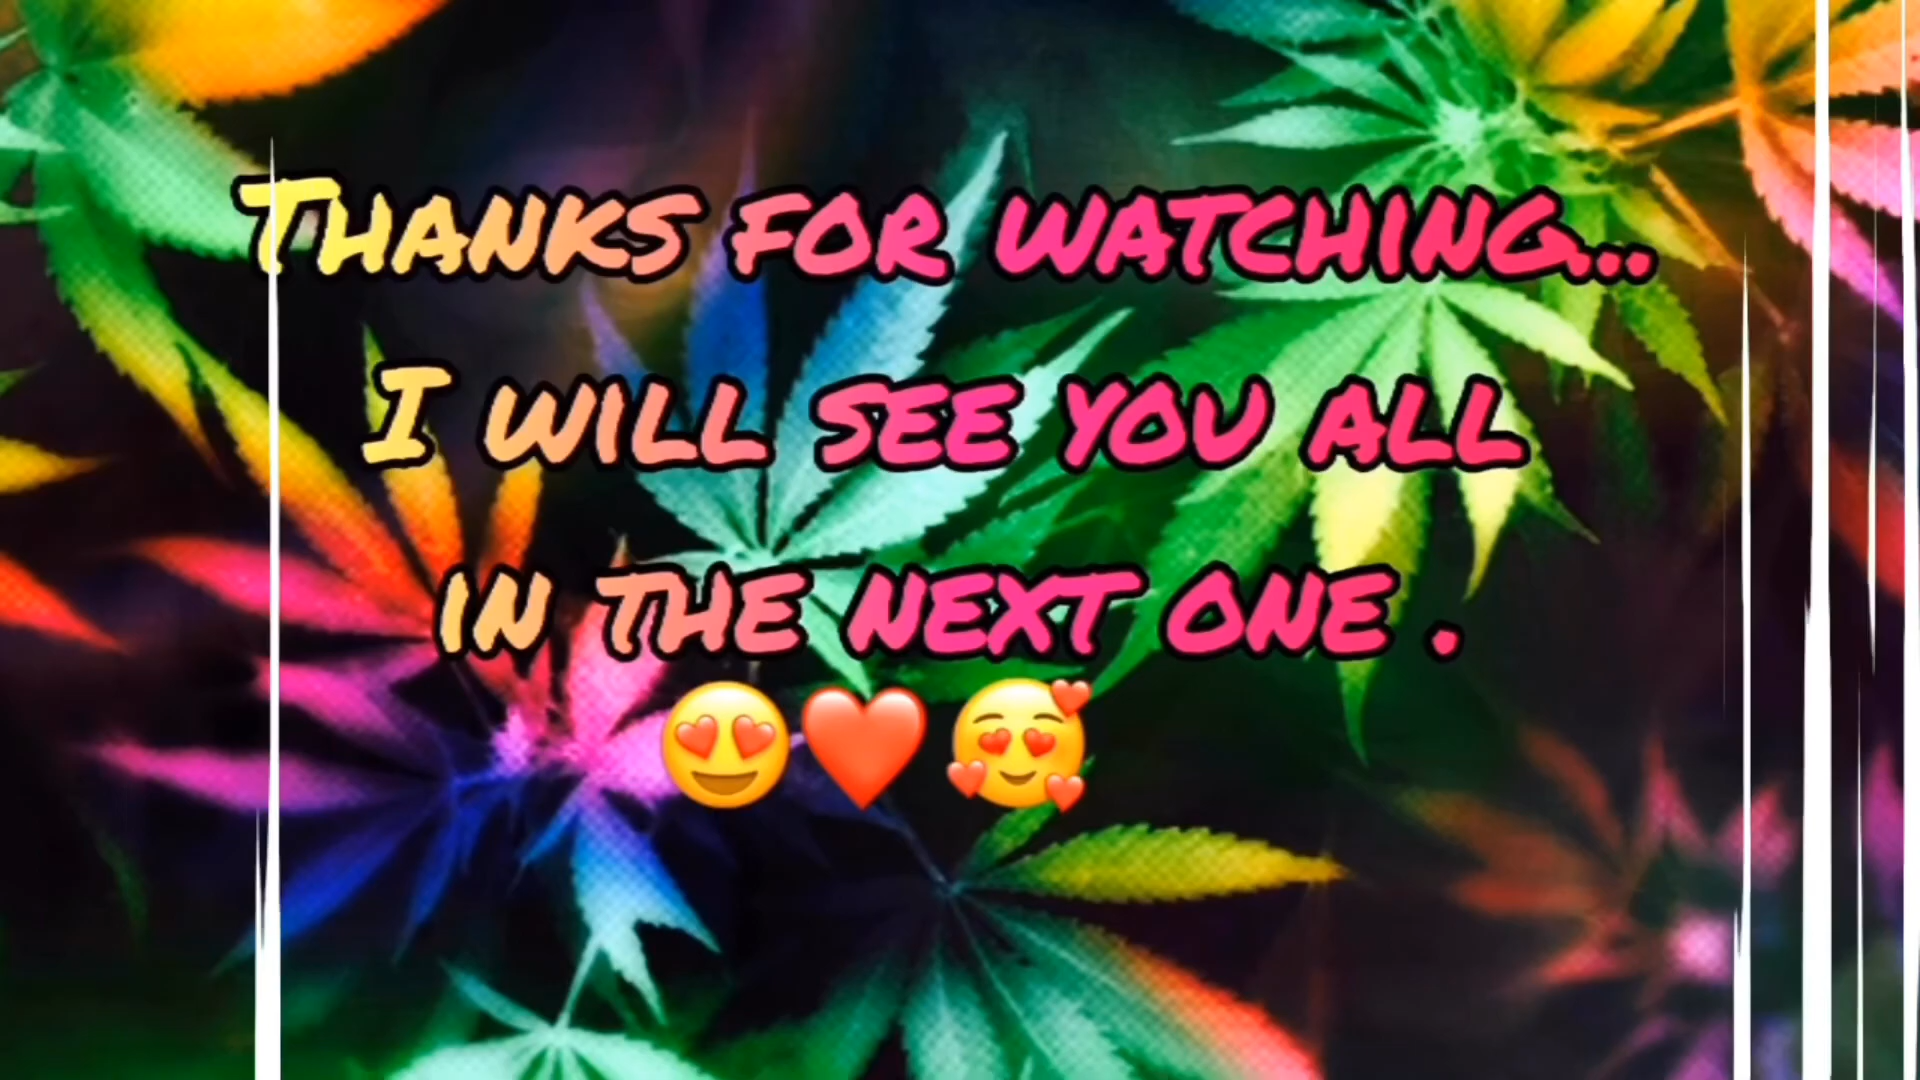 Thanks for watching...
I will see you all
in the next one .
😍❤️🥰